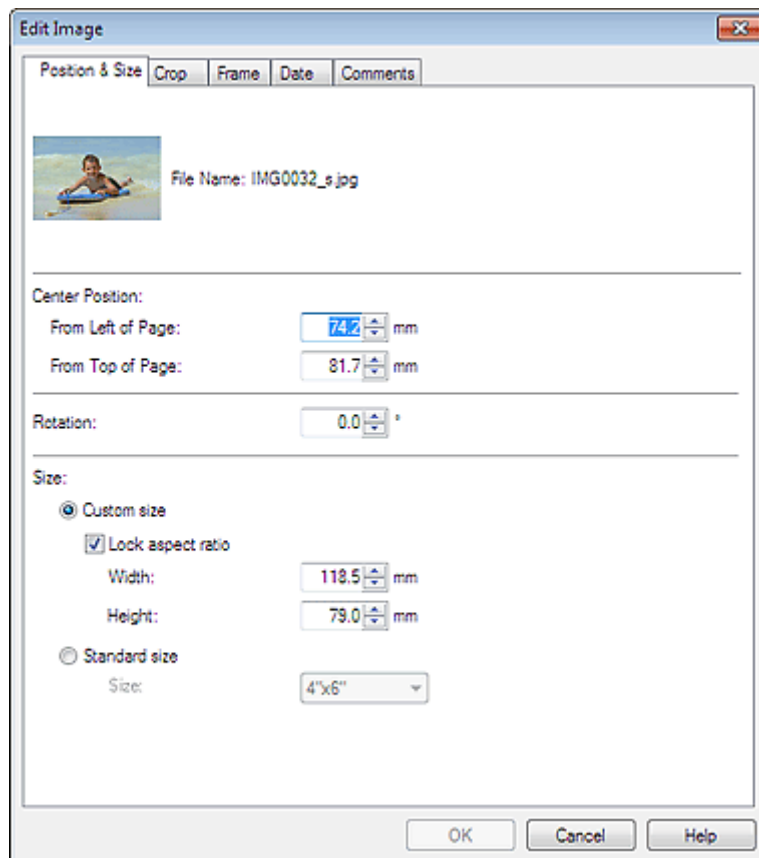 Edit Image
Position & Size Crop Frame Date Comments
File Name: IMG0032_s.jpg
Center Position:
From Left of Page: 74.2 mm
From Top of Page: 81.7 mm
Rotation: 0.0 °
Size:
Custom size
Lock aspect ratio
Width: 118.5 mm
Height: 79.0 mm
Standard size
Size: 4"x6"
OK Cancel Help